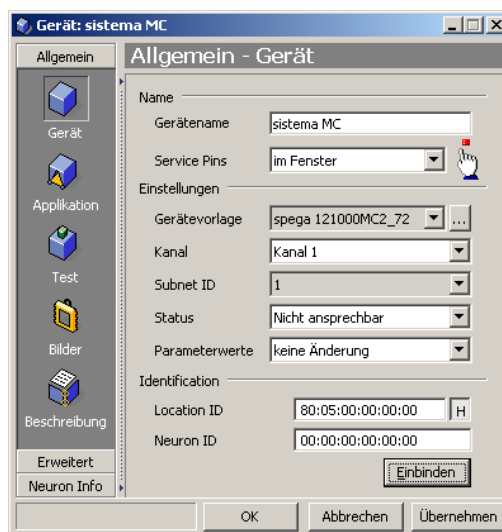 Gerät: sistema MC
Allgemein
Gerät
Applikation
Test
Bilder
Beschreibung
Erweitert
Neuron Info
Allgemein - Gerät
Name
Gerätename sistema MC
Service Pins im Fenster
Einstellungen
Gerätevorlage spega 121000MC2_72 ...
Kanal Kanal 1
Subnet ID 1
Status Nicht ansprechbar
Parameterwerte keine Änderung
Identification
Location ID 80:05:00:00:00:00 H
Neuron ID 00:00:00:00:00:00
Einbinden
OK Abbrechen Übernehmen